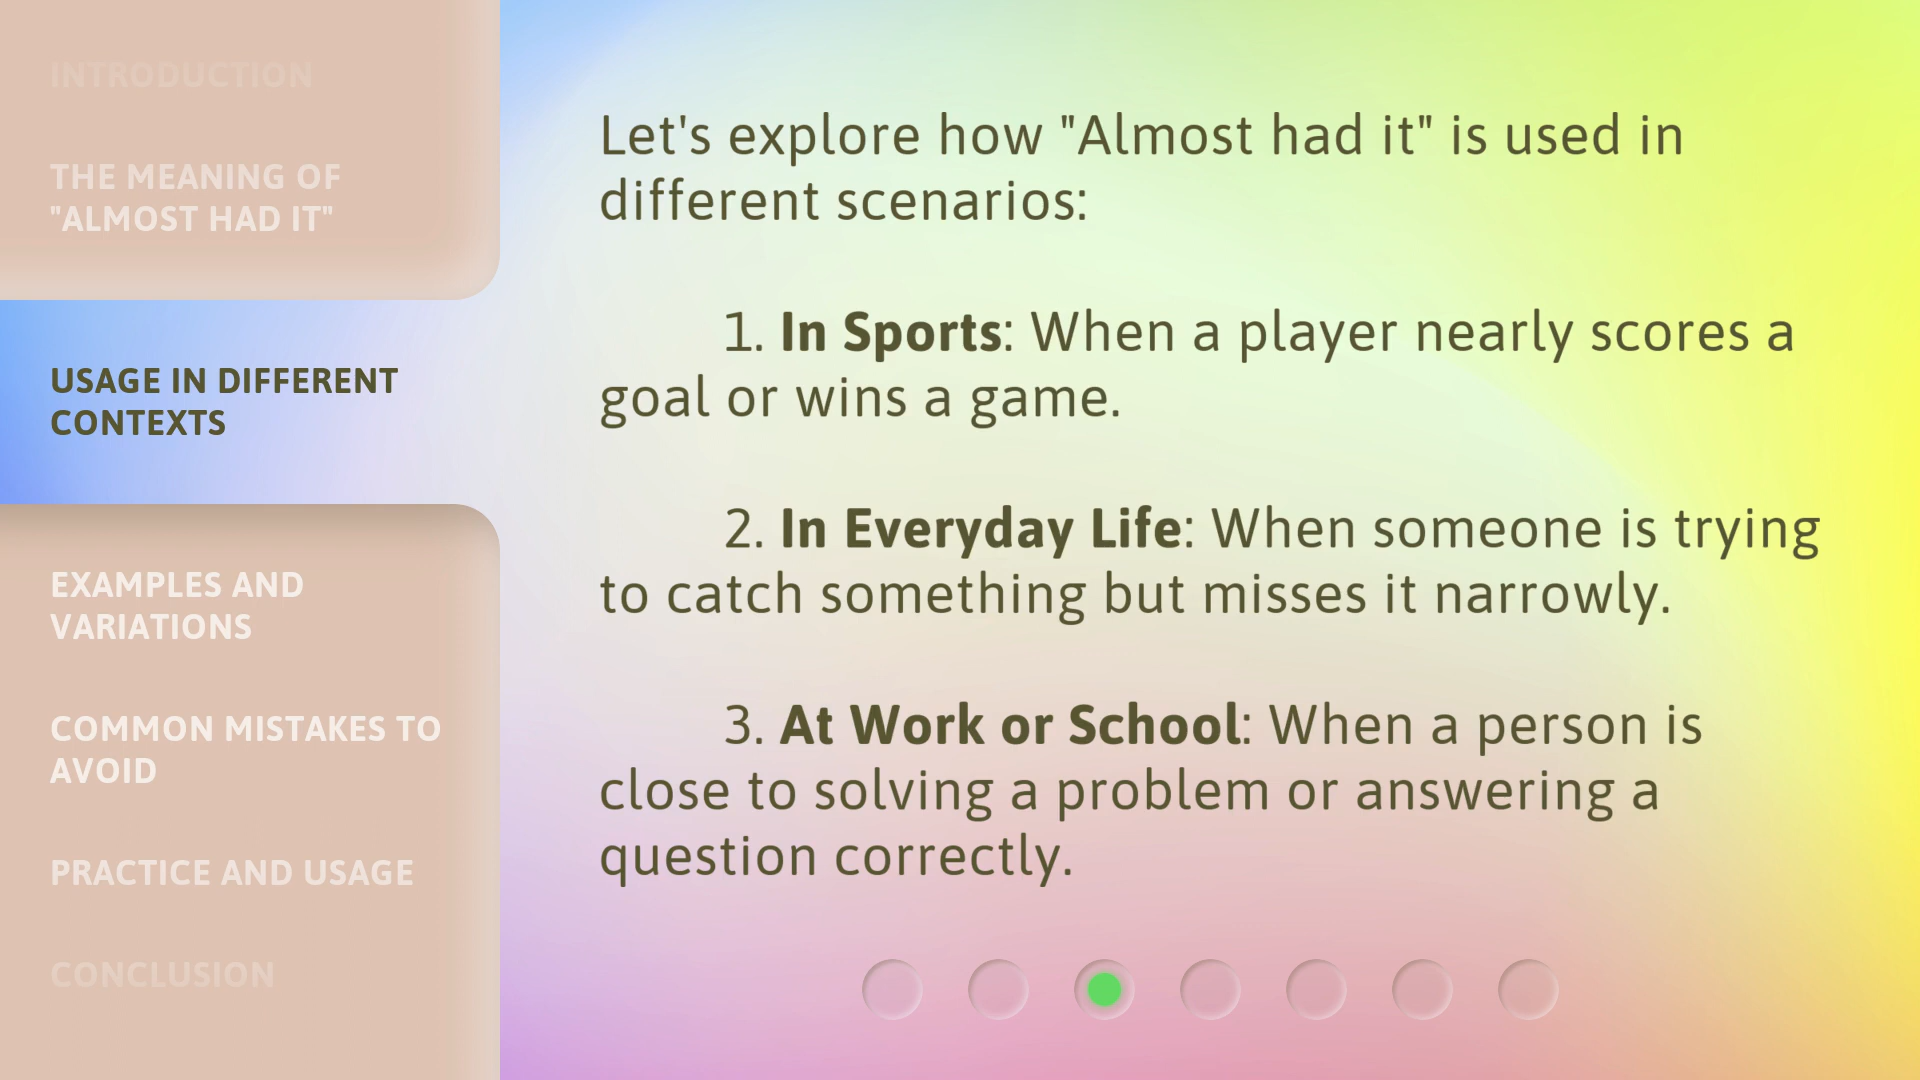 INTRODUCTION
THE MEANING OF
"ALMOST HAD IT"
USAGE IN DIFFERENT
CONTEXTS
EXAMPLES AND
VARIATIONS
COMMON MISTAKES TO
AVOID
PRACTICE AND USAGE
CONCLUSION
Let's explore how "Almost had it" is used in
different scenarios:
1. In Sports: When a player nearly scores a
goal or wins a game.
2. In Everyday Life: When someone is trying
to catch something but misses it narrowly.
3. At Work or School: When a person is
close to solving a problem or answering a
question correctly.